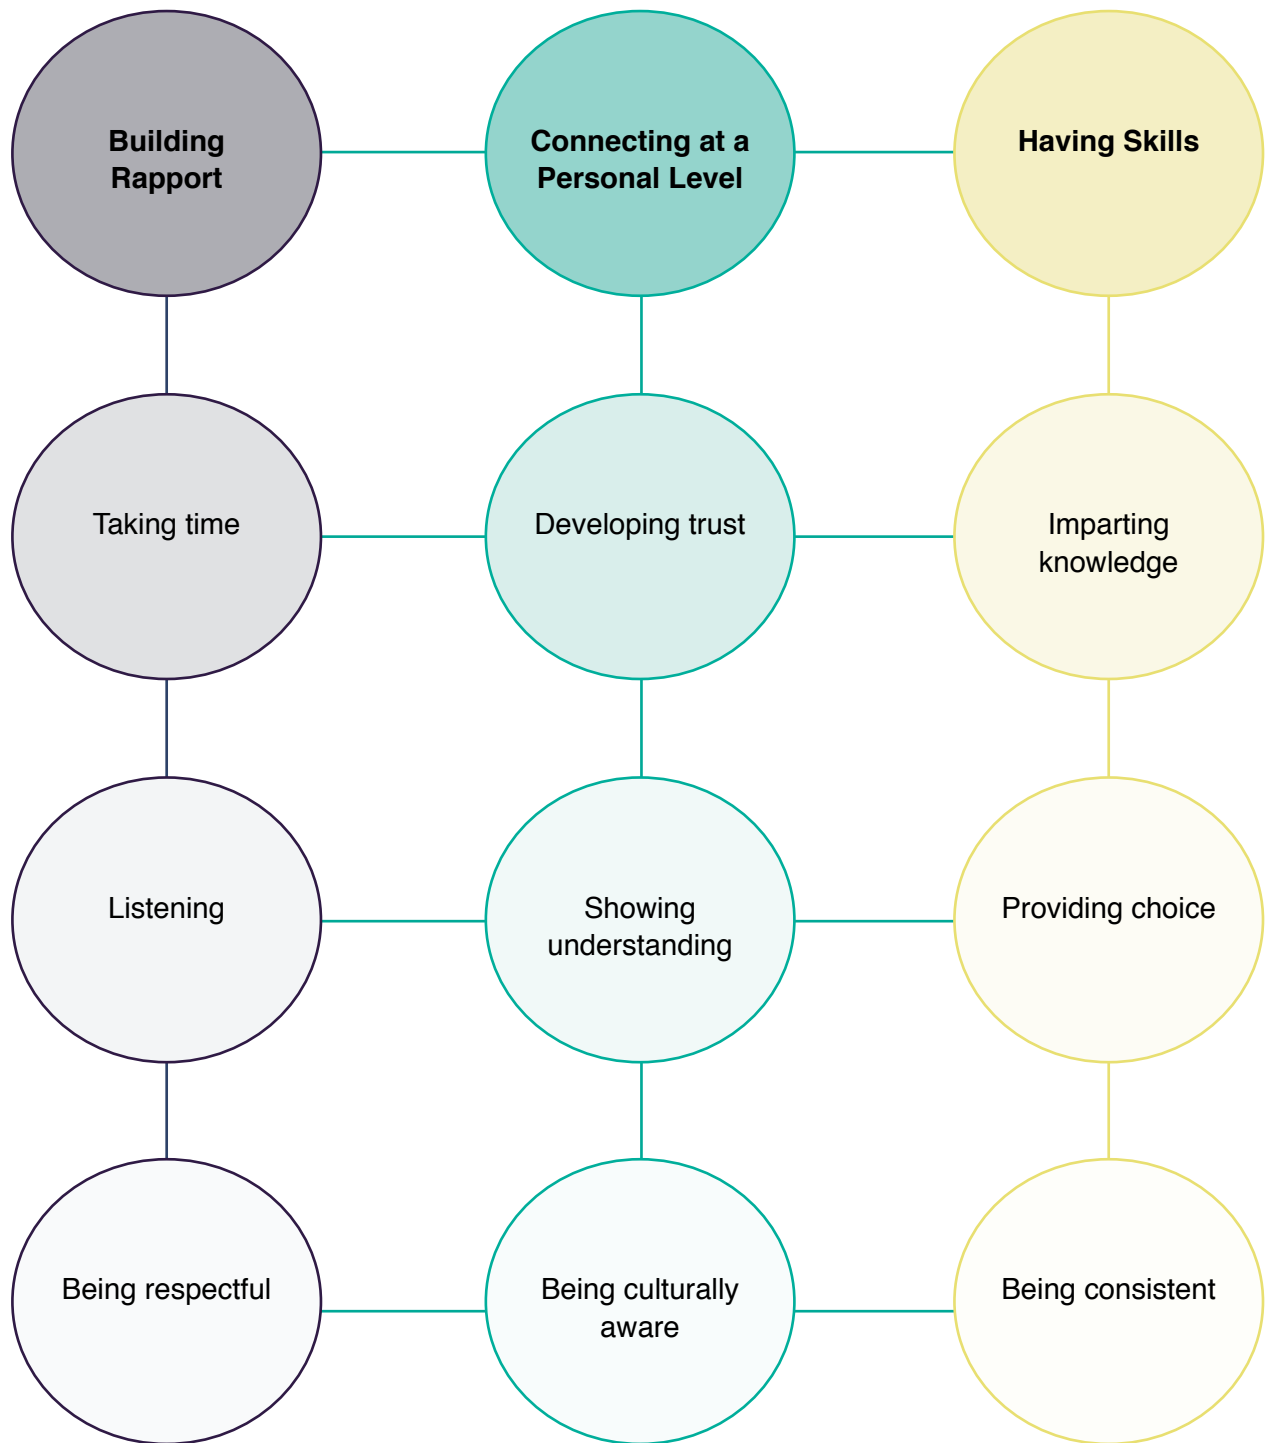 Building
Rapport
Connecting at a
Personal Level
Having Skills
Taking time
Developing trust
Imparting
knowledge
Listening
Showing
understanding
Providing choice
Being respectful
Being culturally
aware
Being consistent